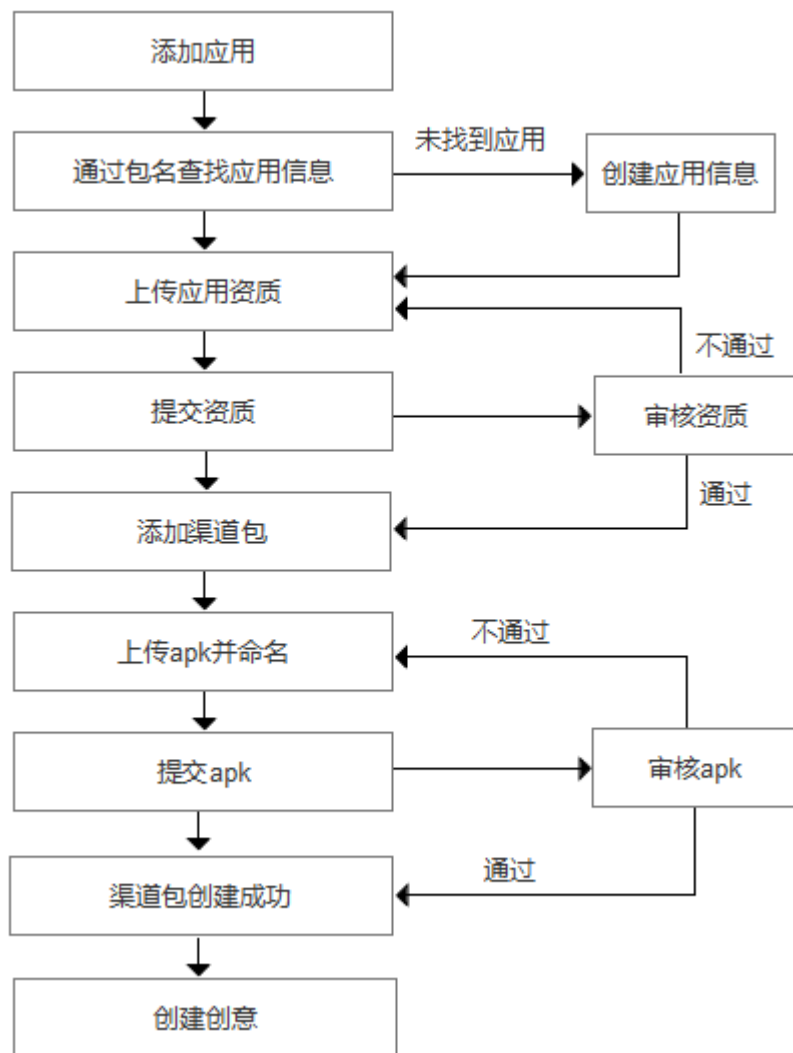 添加应用
未找到应用
通过包名查找应用信息
创建应用信息
上传应用资质
不通过
提交资质
审核资质
通过
添加渠道包
不通过
上传apk并命名
提交apk
审核apk
通过
渠道包创建成功
创建创意